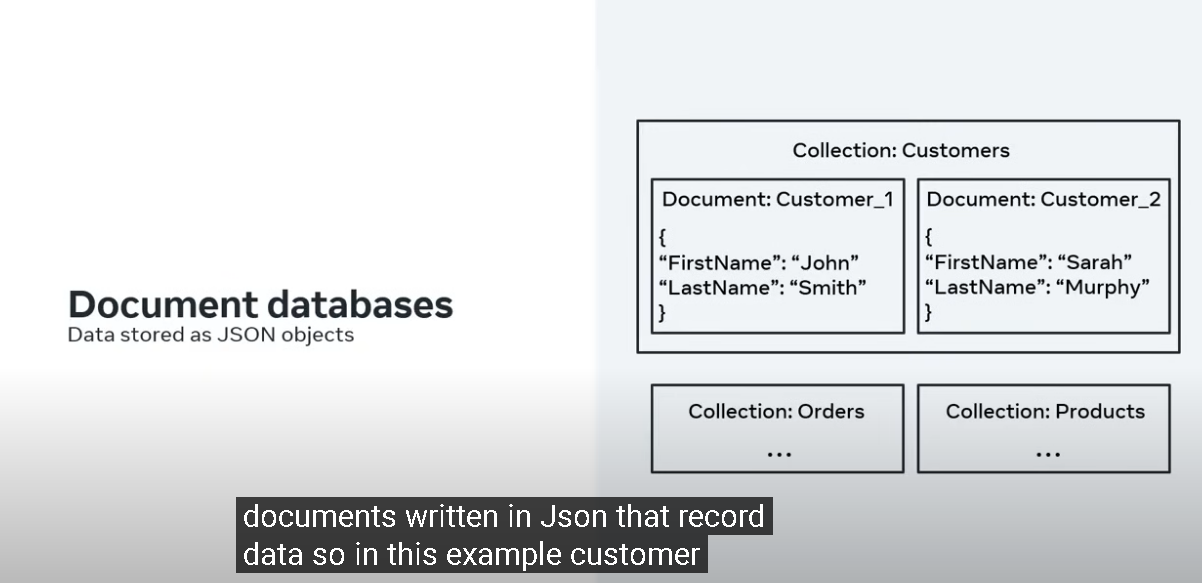 Document databases
Data stored as JSON objects
Collection: Customers
Document: Customer_1
{
“FirstName”: “John”
“LastName”: “Smith”
}
Document: Customer_2
{
“FirstName”: “Sarah”
“LastName”: “Murphy”
}
Collection: Orders
...
Collection: Products
...
documents written in Json that record
data so in this example customer